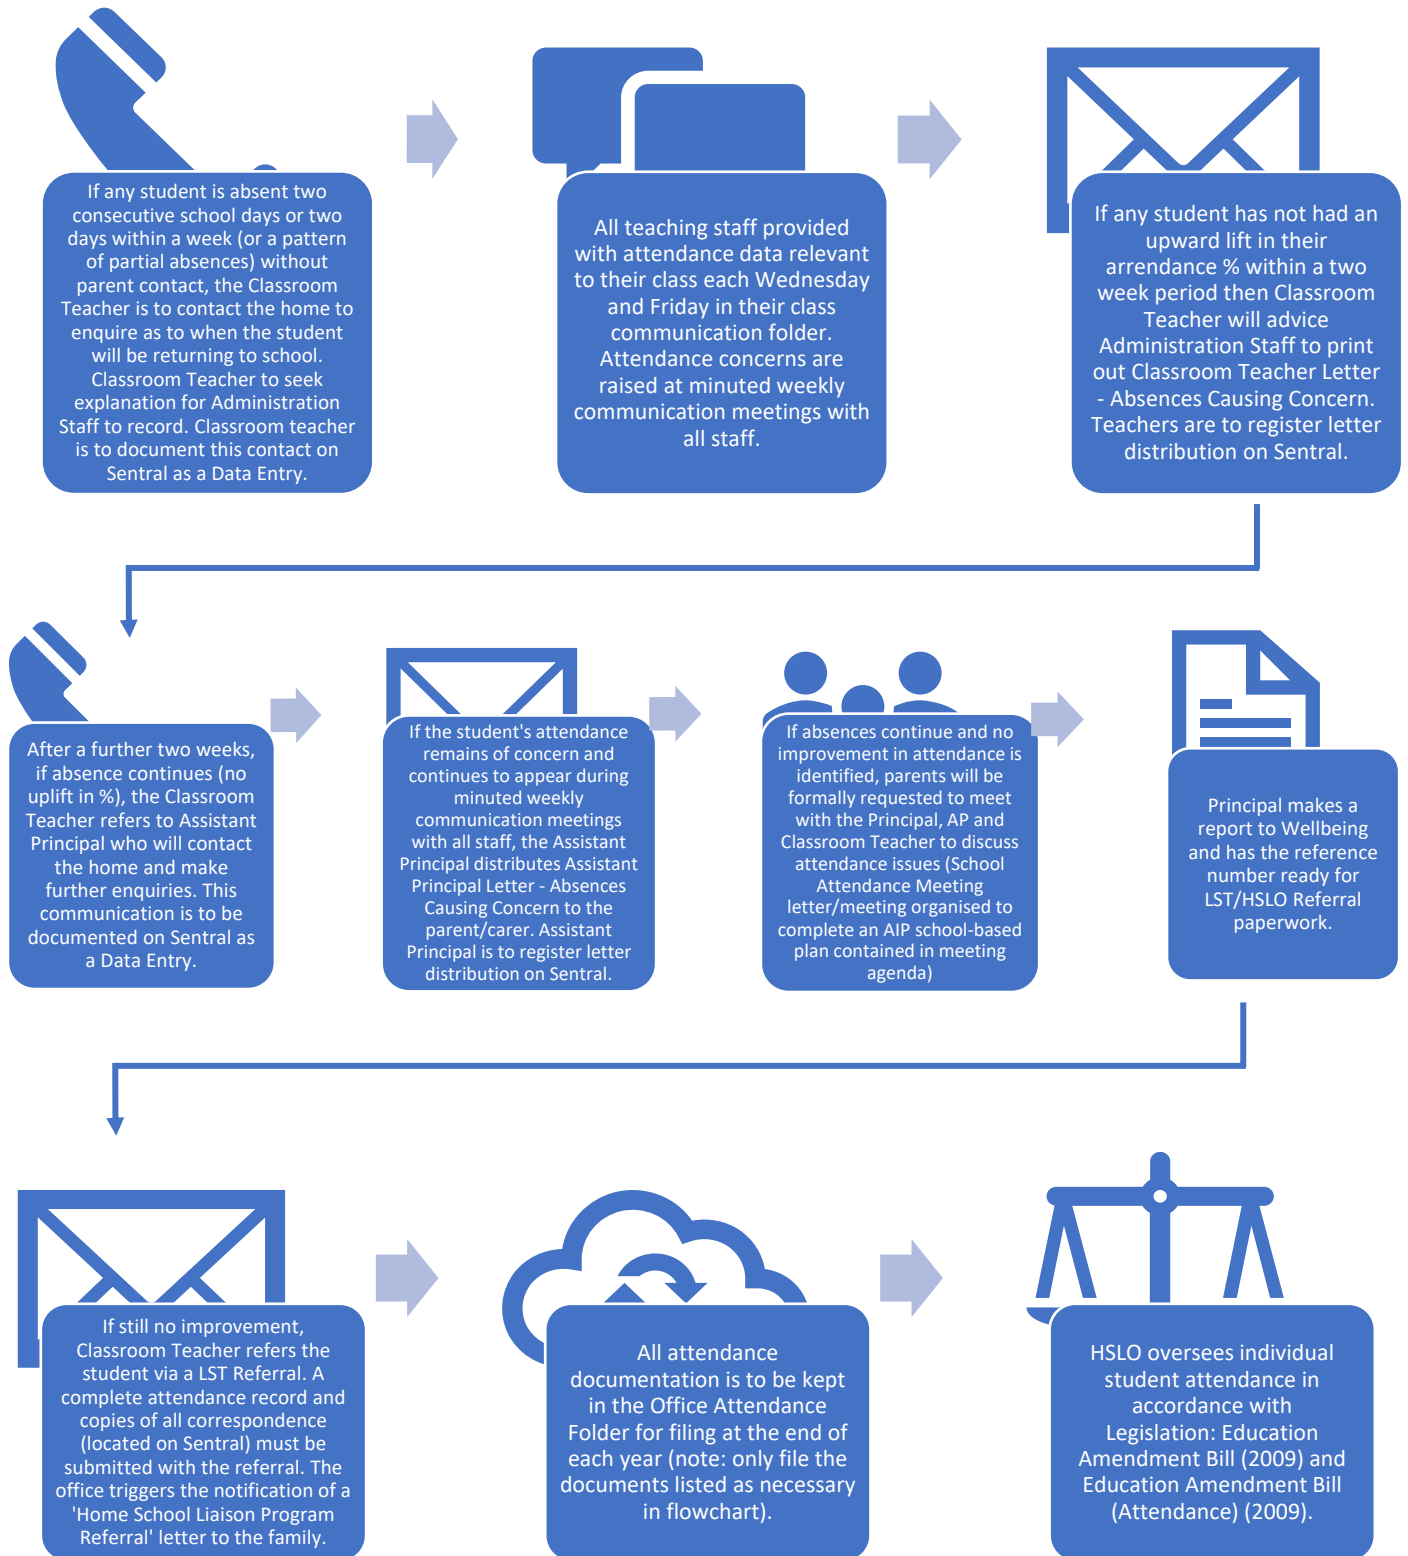 If any student is absent two
consecutive school days or two
days within a week (or a pattern
of partial absences) without
parent contact, the Classroom
Teacher is to contact the home to
enquire as to when the student
will be returning to school.
Classroom Teacher to seek
explanation for Administration
Staff to record. Classroom teacher
is to document this contact on
Sentral as a Data Entry.
All teaching staff provided
with attendance data relevant
to their class each Wednesday
and Friday in their class
communication folder.
Attendance concerns are
raised at minuted weekly
communication meetings with
all staff.
If any student has not had an
upward lift in their
arrendance % within a two
week period then Classroom
Teacher will advice
Administration Staff to print
out Classroom Teacher Letter
- Absences Causing Concern.
Teachers are to register letter
distribution on Sentral.
After a further two weeks,
if absence continues (no
uplift in %), the Classroom
Teacher refers to Assistant
Principal who will contact
the home and make
further enquiries. This
communication is to be
documented on Sentral as
a Data Entry.
If the student's attendance
remains of concern and
continues to appear during
minuted weekly
communication meetings
with all staff, the Assistant
Principal distributes Assistant
Principal Letter - Absences
Causing Concern to the
parent/carer. Assistant
Principal is to register letter
distribution on Sentral.
If absences continue and no
improvement in attendance is
identified, parents will be
formally requested to meet
with the Principal, AP and
Classroom Teacher to discuss
attendance issues (School
Attendance Meeting
letter/meeting organised to
complete an AIP school-based
plan contained in meeting
agenda)
Principal makes a
report to Wellbeing
and has the reference
number ready for
LST/HSLO Referral
paperwork.
If still no improvement,
Classroom Teacher refers the
student via a LST Referral. A
complete attendance record and
copies of all correspondence
(located on Sentral) must be
submitted with the referral. The
office triggers the notification of a
'Home School Liaison Program
Referral' letter to the family.
All attendance
documentation is to be kept
in the Office Attendance
Folder for filing at the end of
each year (note: only file the
documents listed as necessary
in flowchart).
HSLO oversees individual
student attendance in
accordance with
Legislation: Education
Amendment Bill (2009) and
Education Amendment Bill
(Attendance) (2009).